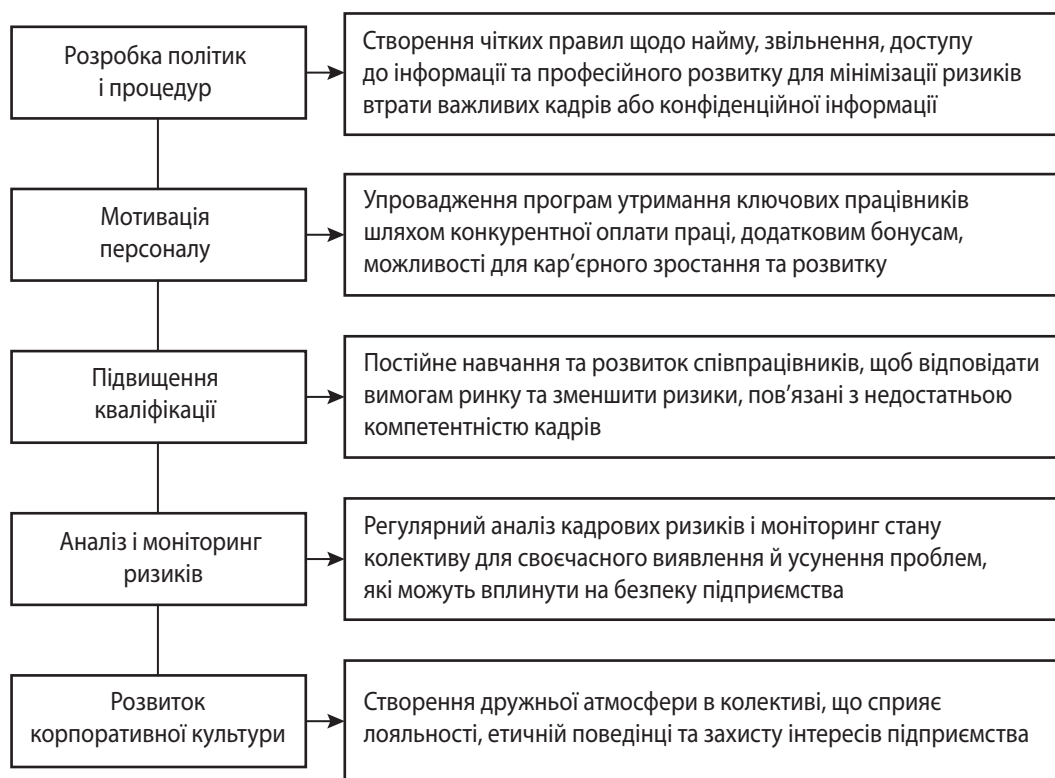 Розробка політик
і процедур
Створення чітких правил щодо найму, звільнення, доступу
до інформації та професійного розвитку для мінімізації ризиків
втрати важливих кадрів або конфіденційної інформації
Мотивація
персоналу
Упровадження програм утримання ключових працівників
шляхом конкурентної оплати праці, додатковим бонусам,
можливості для кар’єрного зростання та розвитку
Підвищення
кваліфікації
Постійне навчання та розвиток співпрацівників, щоб відповідати
вимогам ринку та зменшити ризики, пов’язані з недостатньою
компетентністю кадрів
Аналіз і моніторинг
ризиків
Регулярний аналіз кадрових ризиків і моніторинг стану
колективу для своєчасного виявлення й усунення проблем,
які можуть вплинути на безпеку підприємства
Розвиток
корпоративної культури
Створення дружньої атмосфери в колективі, що сприяє
лояльності, етичній поведінці та захисту інтересів підприємства